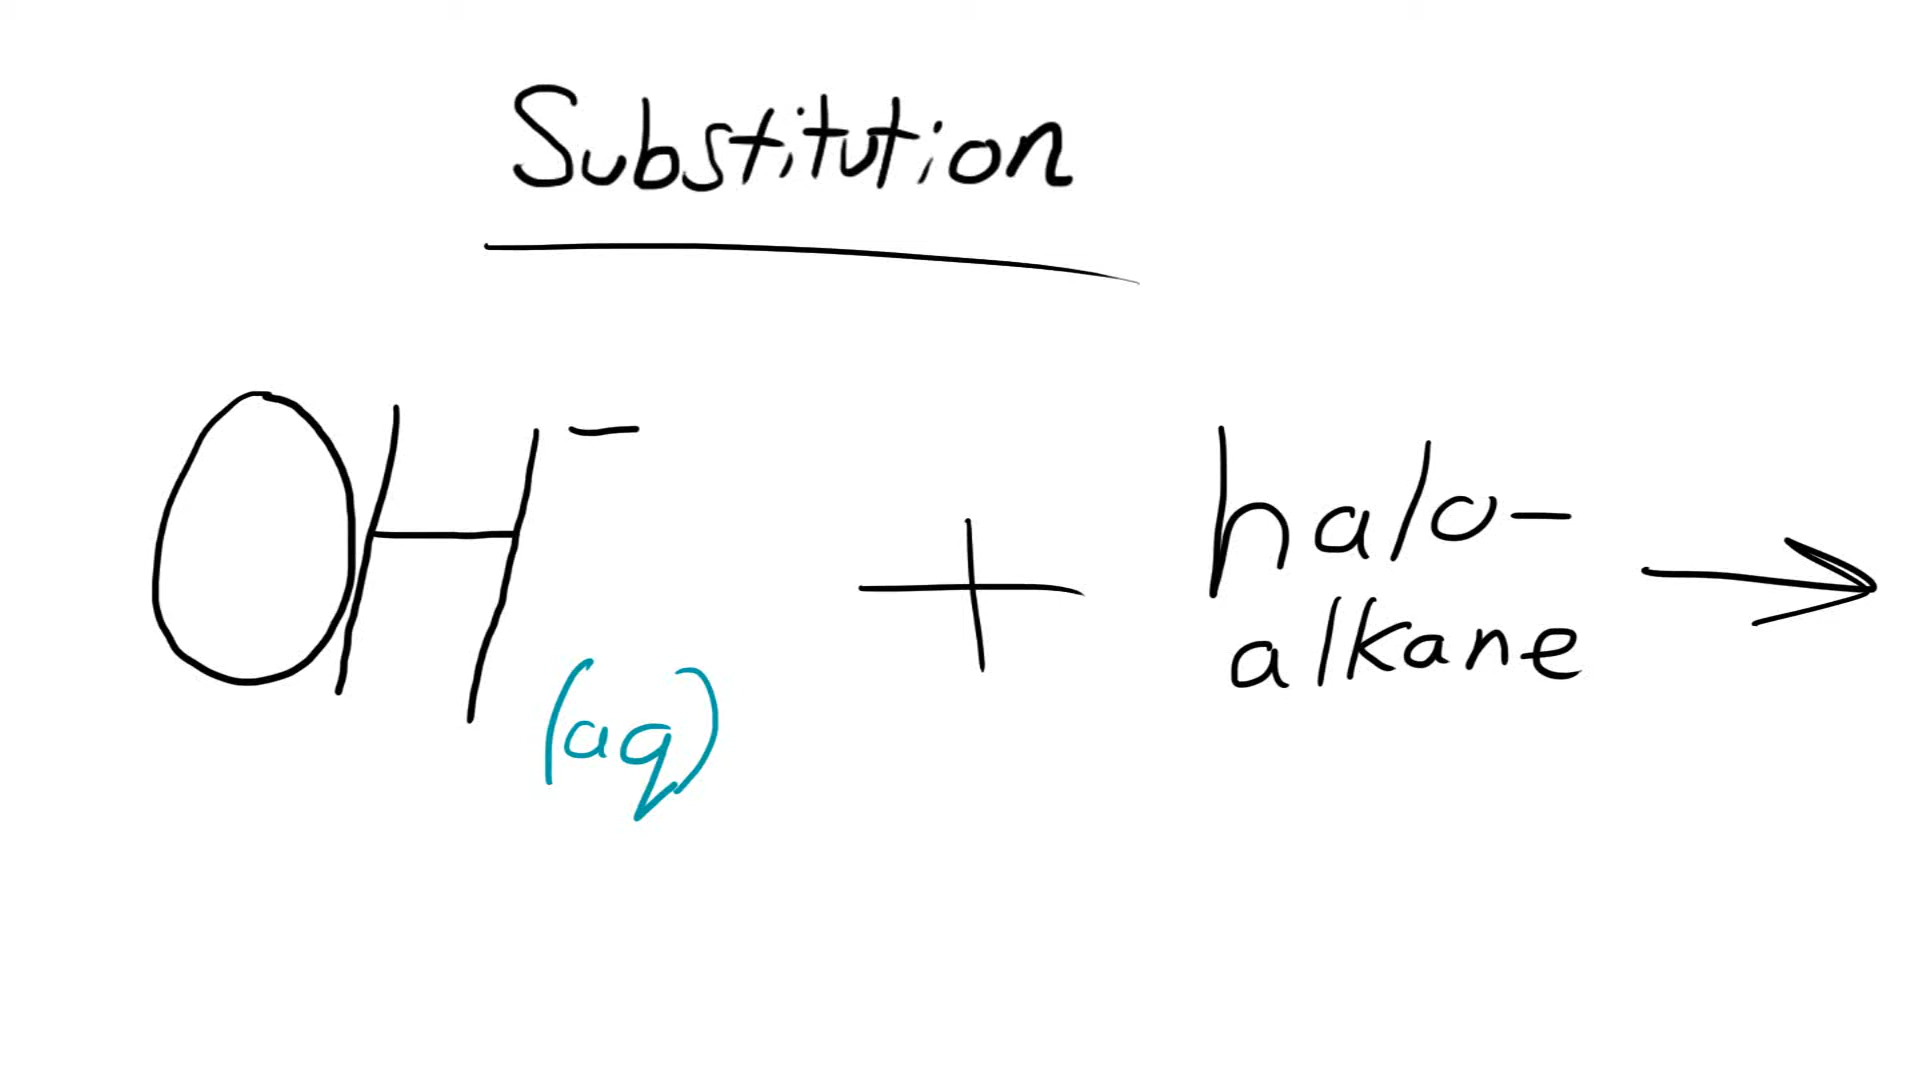 Substitution
OH⁻(aq) + halo-alkane →